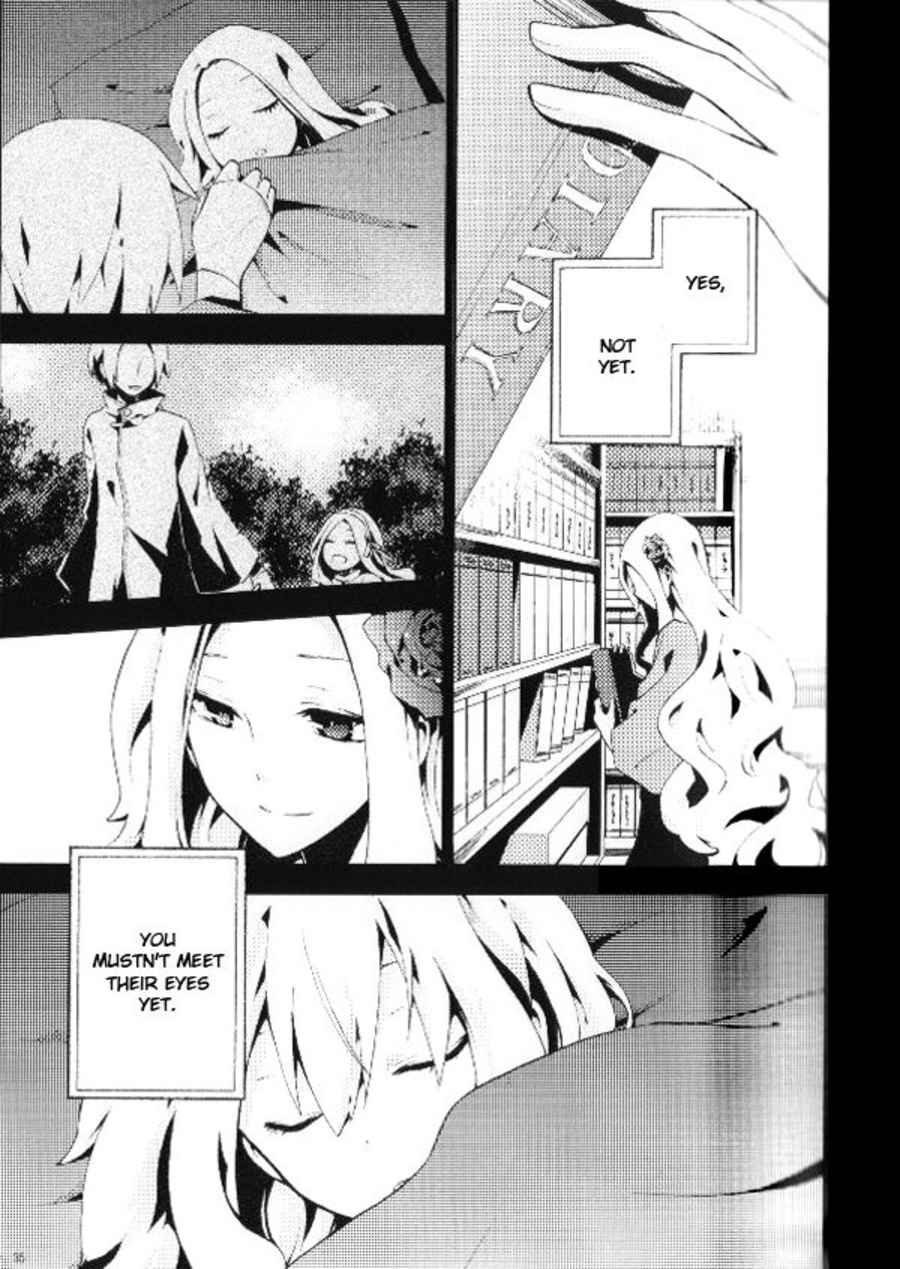 DIARY
YES,
NOT
YET.
YOU
MUSTN'T MEET
THEIR EYES
YET.
35